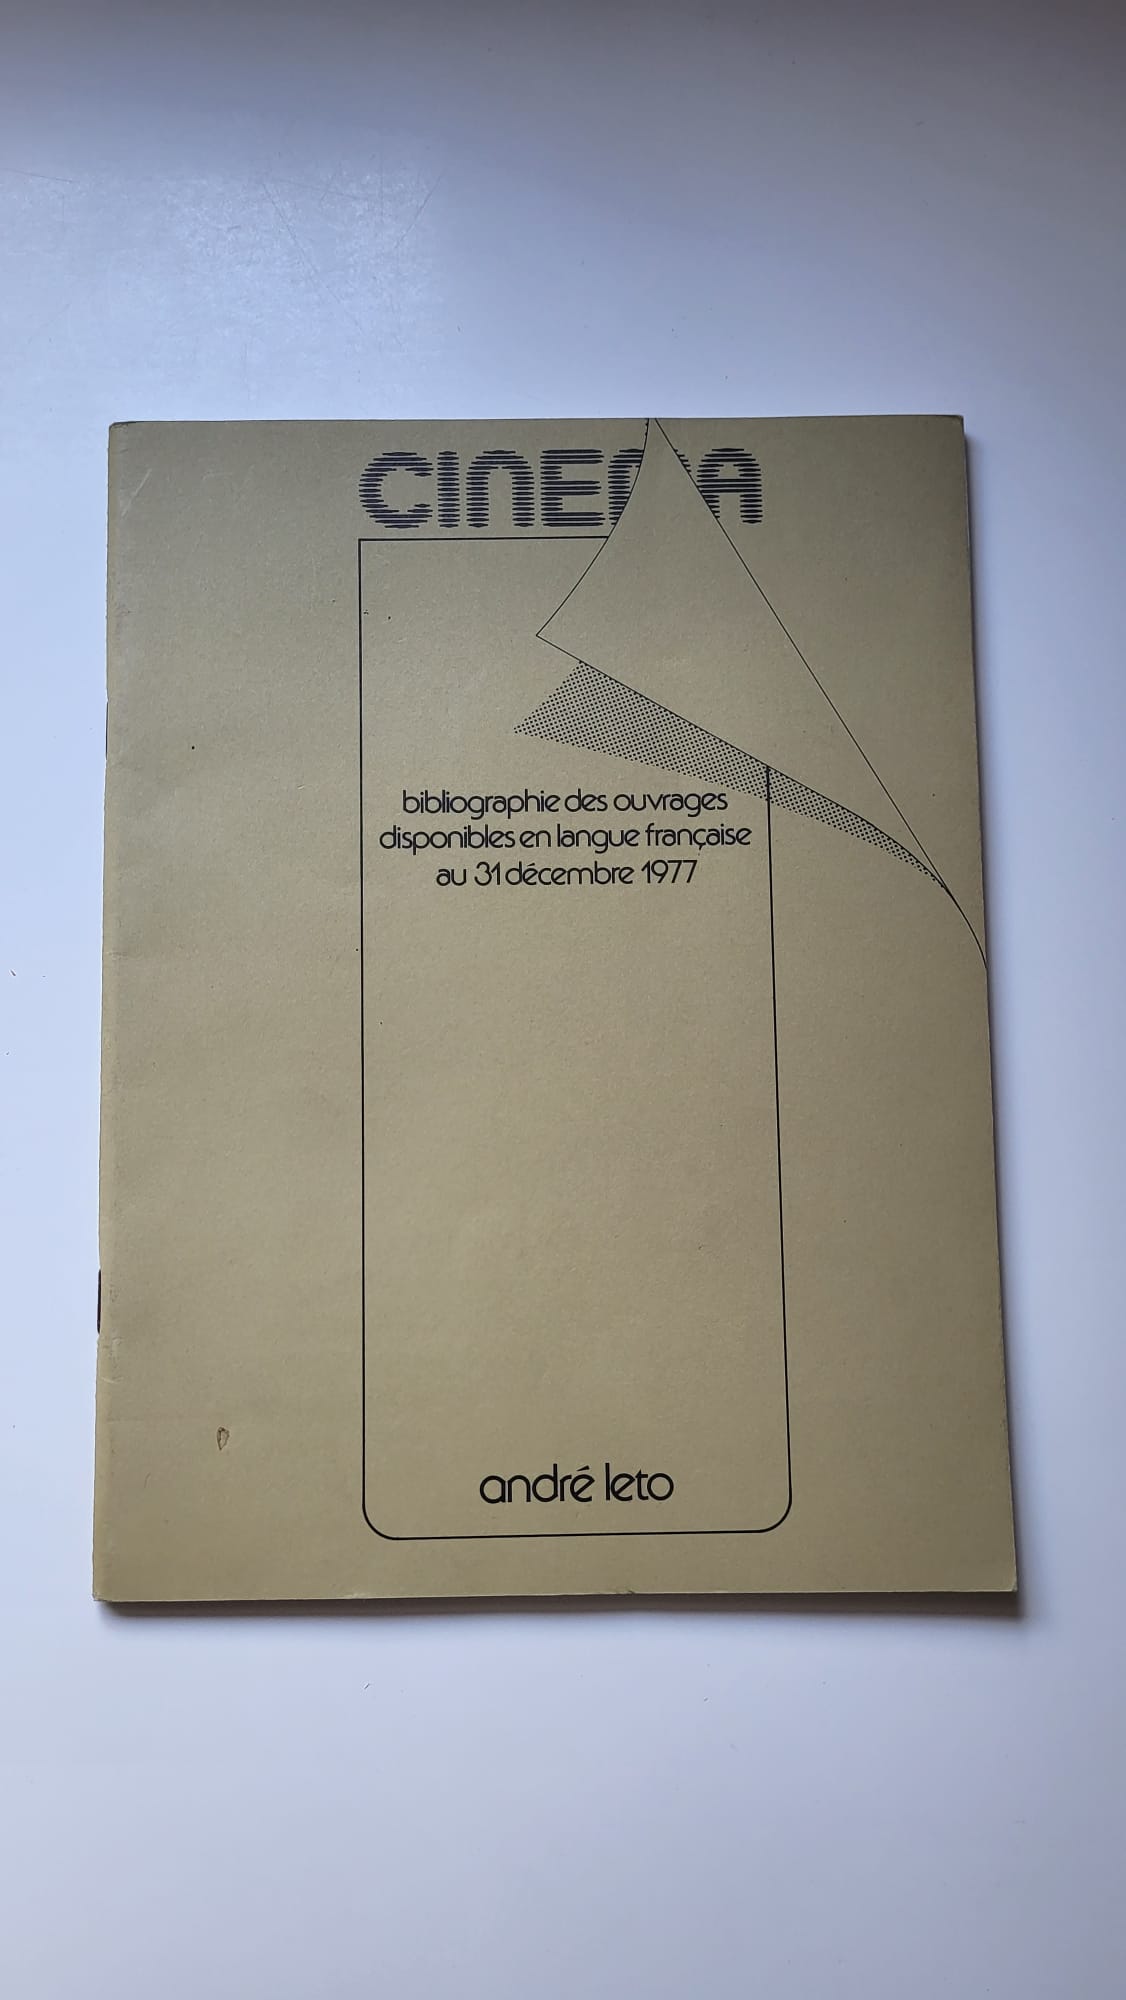 CINEMA
bibliographie des ouvrages
disponibles en langue française
au 31 décembre 1977
andré leto